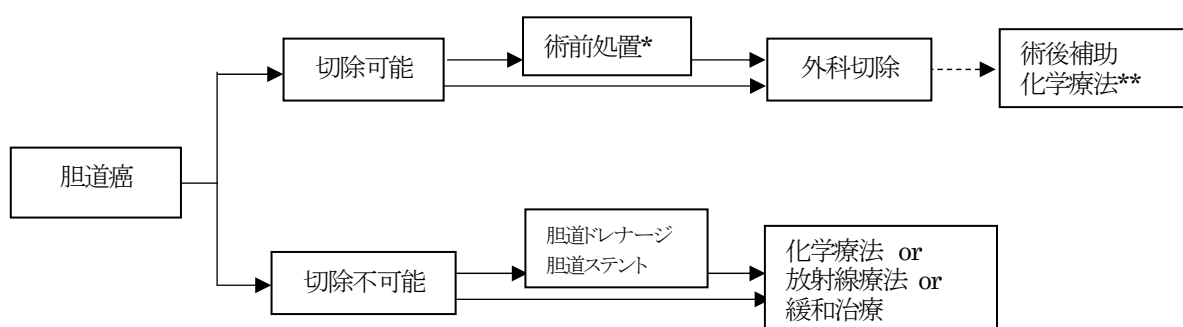 切除可能
術前処置*
外科切除
術後補助
化学療法**
胆道癌
切除不可能
胆道ドレナージ
胆道ステント
化学療法 or
放射線療法 or
緩和治療